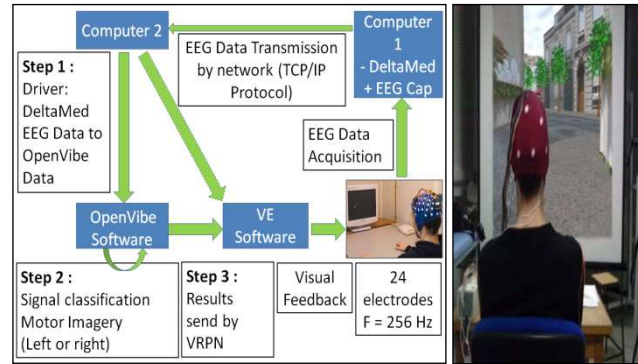 Computer 2
EEG Data Transmission
by network (TCP/IP
Protocol)
Computer
1
- DeltaMed
+ EEG Cap
Step 1 :
Driver:
DeltaMed
EEG Data to
OpenVibe
Data
EEG Data
Acquisition
OpenVibe
Software
VE
Software
Step 2 :
Signal classification
Motor Imagery
(Left or right)
Step 3 :
Results
send by
VRPN
Visual
Feedback
24
electrodes
F = 256 Hz